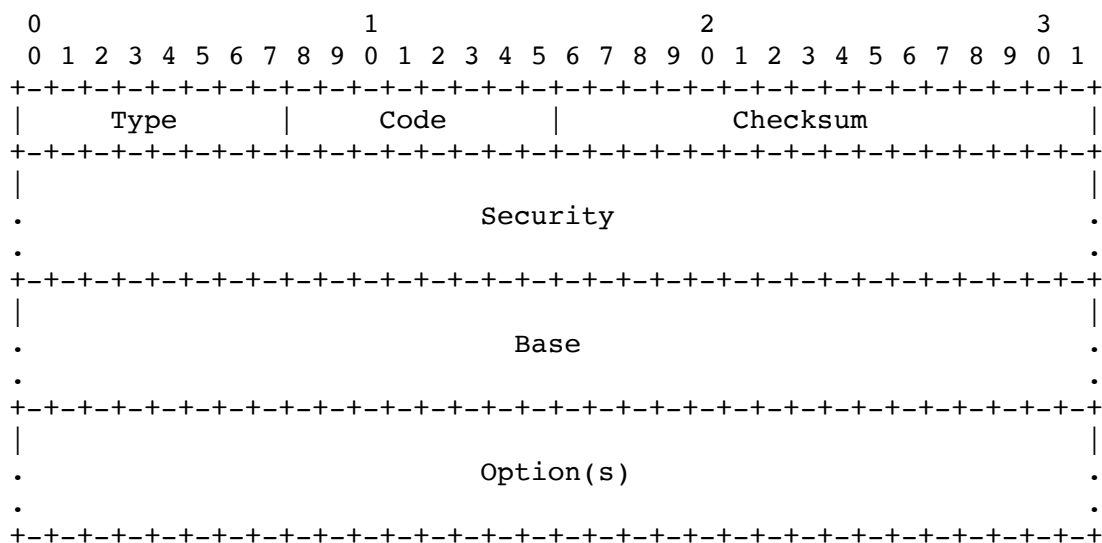 0                   1                   2                   3
 0 1 2 3 4 5 6 7 8 9 0 1 2 3 4 5 6 7 8 9 0 1 2 3 4 5 6 7 8 9 0 1
+-+-+-+-+-+-+-+-+-+-+-+-+-+-+-+-+-+-+-+-+-+-+-+-+-+-+-+-+-+-+-+-+
|     Type      |     Code      |          Checksum             |
+-+-+-+-+-+-+-+-+-+-+-+-+-+-+-+-+-+-+-+-+-+-+-+-+-+-+-+-+-+-+-+-+
|                                                               |
.                           Security                            .
.                                                               .
+-+-+-+-+-+-+-+-+-+-+-+-+-+-+-+-+-+-+-+-+-+-+-+-+-+-+-+-+-+-+-+-+
|                                                               |
.                             Base                              .
.                                                               .
+-+-+-+-+-+-+-+-+-+-+-+-+-+-+-+-+-+-+-+-+-+-+-+-+-+-+-+-+-+-+-+-+
|                                                               |
.                           Option(s)                           .
.                                                               .
+-+-+-+-+-+-+-+-+-+-+-+-+-+-+-+-+-+-+-+-+-+-+-+-+-+-+-+-+-+-+-+-+